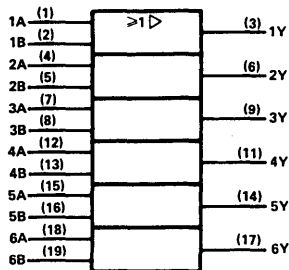 1A (1) ≥1 ▷ (3) 1Y
1B (2)
2A (4) (6) 2Y
2B (5)
3A (7) (9) 3Y
3B (8)
4A (12) (11) 4Y
4B (13)
5A (15) (14) 5Y
5B (16)
6A (18) (17) 6Y
6B (19)